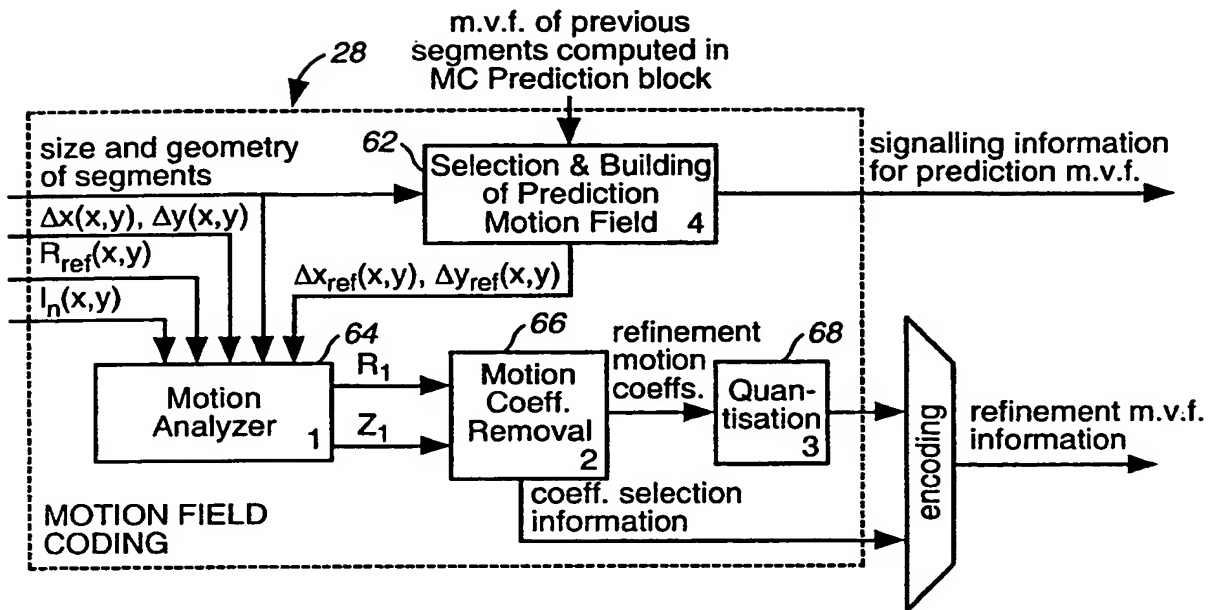 m.v.f. of previous
segments computed in
MC Prediction block
28
size and geometry
of segments
62
Selection & Building
of Prediction
Motion Field
4
signalling information
for prediction m.v.f.
Δx(x,y), Δy(x,y)
R_ref(x,y)
I_n(x,y)
Δx_ref(x,y), Δy_ref(x,y)
64
Motion
Analyzer
1
R₁
Z₁
66
Motion
Coeff.
Removal
2
refinement
motion
coeffs.
68
Quan-
tisation
3
coeff. selection
information
encoding
refinement m.v.f.
information
MOTION FIELD
CODING